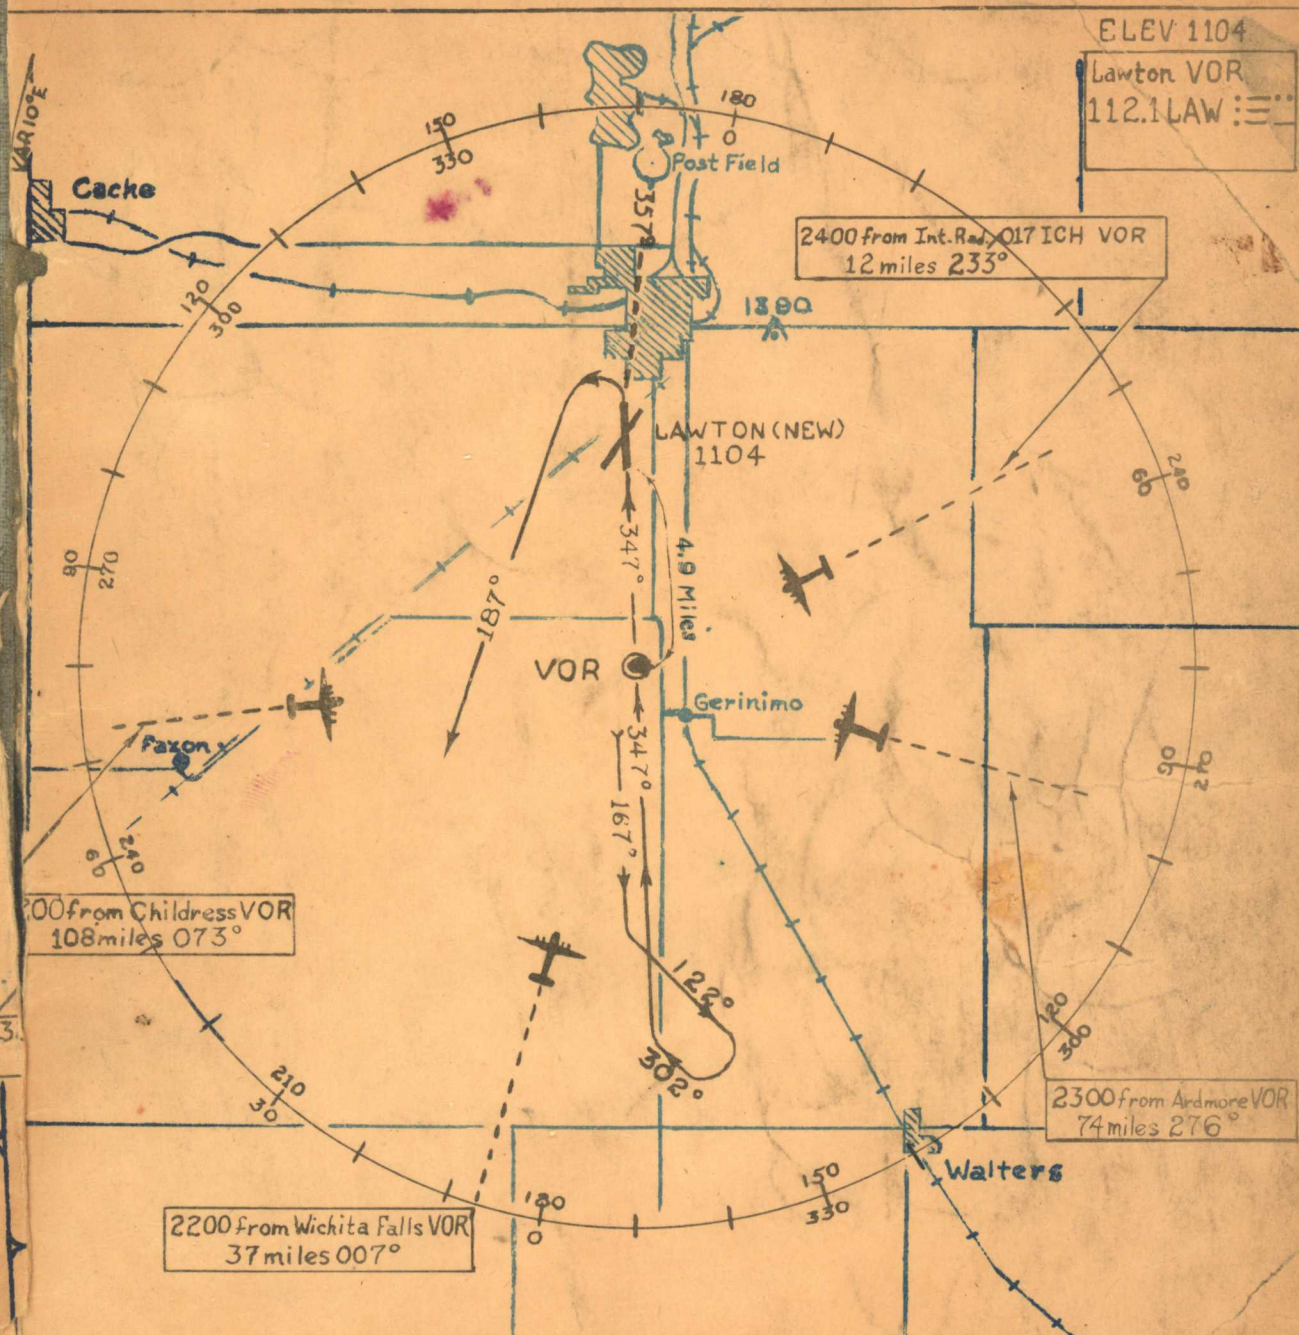 ELEV 1104
Lawton VOR
112.1 LAW
VAR 10° E
Cache
150
330
180
0
Post Field
357°
2400 from Int. Rad. 017 ICH VOR
12 miles 233°
120
300
1380
LAWTON (NEW)
1104
60
240
90
270
347°
4.9 Miles
187°
VOR
Gerinimo
Faxon
347°
167°
90
270
60
240
200 from Childress VOR
108 miles 073°
122°
302°
120
300
210
30
2300 from Ardmore VOR
74 miles 276°
Walters
150
330
180
0
2200 from Wichita Falls VOR
37 miles 007°